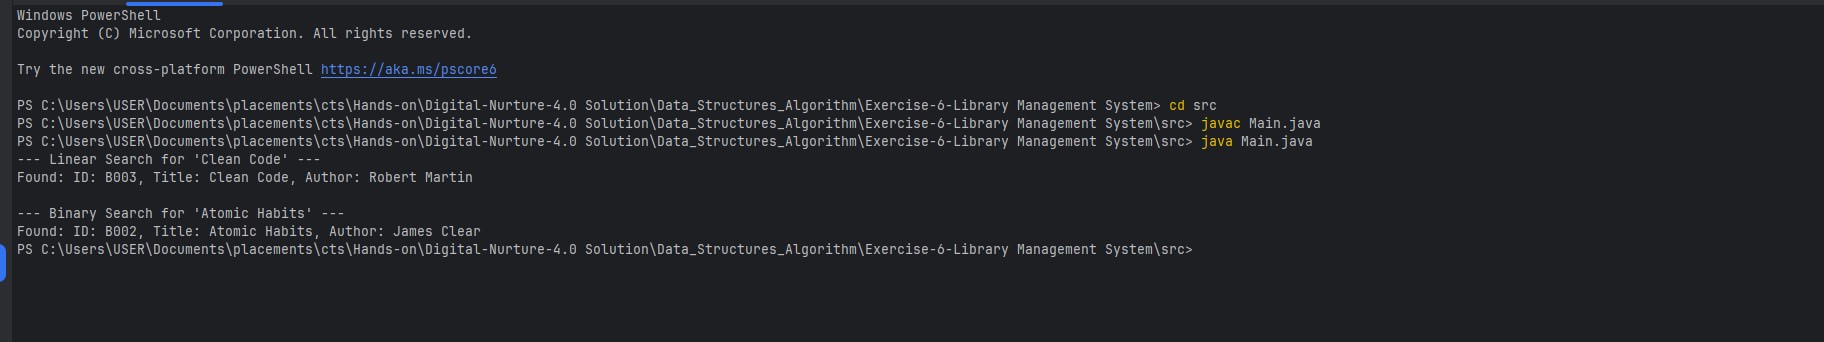 Windows PowerShell
Copyright (C) Microsoft Corporation. All rights reserved.
Try the new cross-platform PowerShell https://aka.ms/pscore6
PS C:\Users\USER\Documents\placements\cts\Hands-on\Digital-Nurture-4.0 Solution\Data_Structures_Algorithm\Exercise-6-Library Management System> cd src
PS C:\Users\USER\Documents\placements\cts\Hands-on\Digital-Nurture-4.0 Solution\Data_Structures_Algorithm\Exercise-6-Library Management System\src> javac Main.java
PS C:\Users\USER\Documents\placements\cts\Hands-on\Digital-Nurture-4.0 Solution\Data_Structures_Algorithm\Exercise-6-Library Management System\src> java Main.java
--- Linear Search for 'Clean Code' ---
Found: ID: B003, Title: Clean Code, Author: Robert Martin
--- Binary Search for 'Atomic Habits' ---
Found: ID: B002, Title: Atomic Habits, Author: James Clear
PS C:\Users\USER\Documents\placements\cts\Hands-on\Digital-Nurture-4.0 Solution\Data_Structures_Algorithm\Exercise-6-Library Management System\src>